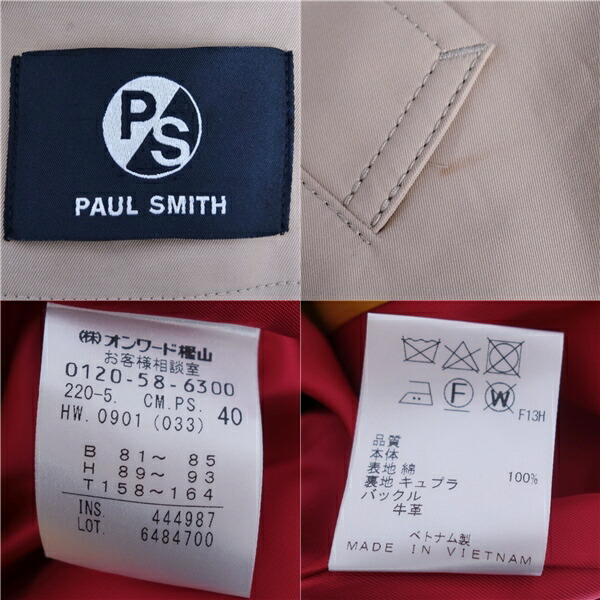 PS
PAUL SMITH
(株)オンワード樫山
お客様相談室
0120-58-6300
220-5. CM.PS. 40
HW.0901(033)
B 81～ 85
H 89～ 93
T 158～164
INS. 444987
LOT. 6484700
F W F13H
品質
本体
表地 綿
裏地 キュプラ 100%
バックル
牛革
ベトナム製
MADE IN VIETNAM